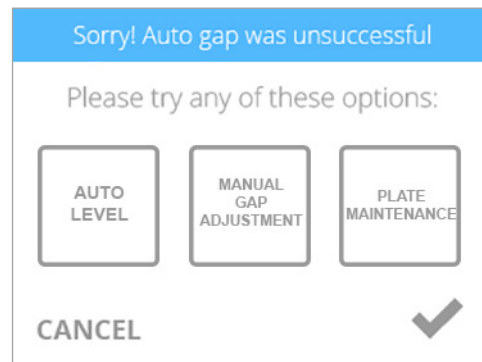 Sorry! Auto gap was unsuccessful
Please try any of these options:
AUTO
LEVEL
MANUAL
GAP
ADJUSTMENT
PLATE
MAINTENANCE
CANCEL